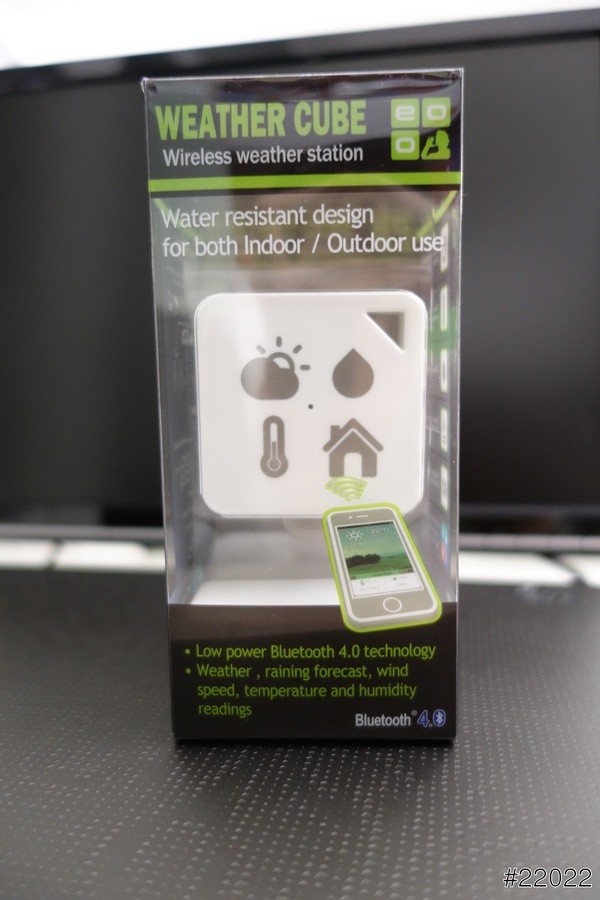 WEATHER CUBE
eoo
Wireless weather station
Water resistant design
for both Indoor / Outdoor use
• Low power Bluetooth 4.0 technology
• Weather , raining forecast, wind
speed, temperature and humidity
readings
Bluetooth® 4.0
#22022